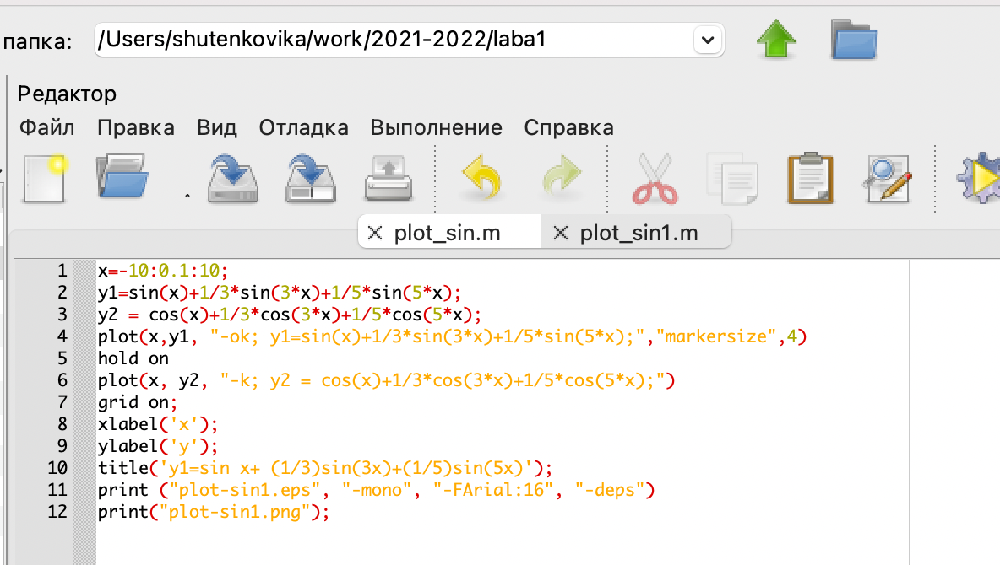 папка: /Users/shutenkovika/work/2021-2022/laba1
Редактор
Файл Правка Вид Отладка Выполнение Справка
plot_sin.m plot_sin1.m
1 x=-10:0.1:10;
2 y1=sin(x)+1/3*sin(3*x)+1/5*sin(5*x);
3 y2 = cos(x)+1/3*cos(3*x)+1/5*cos(5*x);
4 plot(x,y1, "-ok; y1=sin(x)+1/3*sin(3*x)+1/5*sin(5*x);","markersize",4)
5 hold on
6 plot(x, y2, "-k; y2 = cos(x)+1/3*cos(3*x)+1/5*cos(5*x);")
7 grid on;
8 xlabel('x');
9 ylabel('y');
10 title('y1=sin x+ (1/3)sin(3x)+(1/5)sin(5x)');
11 print ("plot-sin1.eps", "-mono", "-FArial:16", "-deps")
12 print("plot-sin1.png");